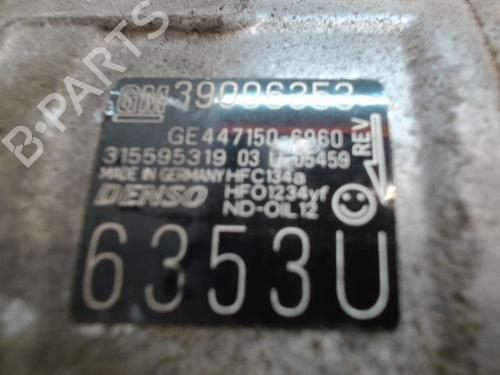 GM 39006353
GE447150-6960
315595319 03 U 05459
MADE IN GERMANY HFC134a
DENSO HFO1234yf
ND-OIL12
REV
6353U
B-PARTS